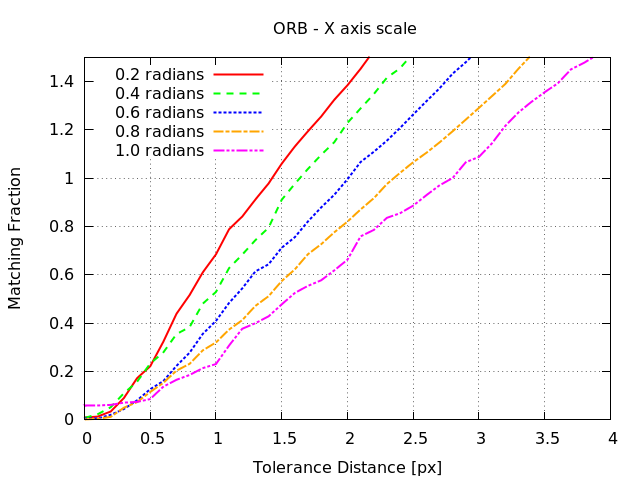 ORB - X axis scale
0.2 radians
0.4 radians
0.6 radians
0.8 radians
1.0 radians
Matching Fraction
1.4
1.2
1
0.8
0.6
0.4
0.2
0
0 0.5 1 1.5 2 2.5 3 3.5 4
Tolerance Distance [px]